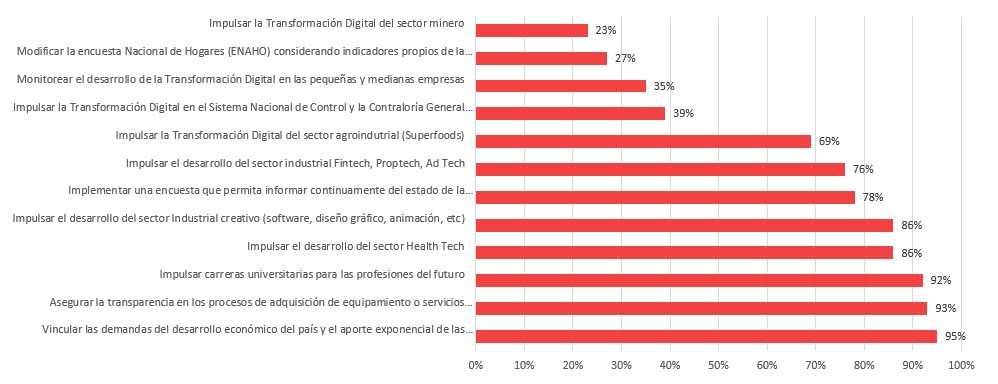 Impulsar la Transformación Digital del sector minero
23%
Modificar la encuesta Nacional de Hogares (ENAHO) considerando indicadores propios de la...
27%
Monitorear el desarrollo de la Transformación Digital en las pequeñas y medianas empresas
35%
Impulsar la Transformación Digital en el Sistema Nacional de Control y la Contraloría General...
39%
Impulsar la Transformación Digital del sector agroindutrial (Superfoods)
69%
Impulsar el desarrollo del sector industrial Fintech, Proptech, Ad Tech
76%
Implementar una encuesta que permita informar continuamente del estado de la...
78%
Impulsar el desarrollo del sector Industrial creativo (software, diseño gráfico, animación, etc)
86%
Impulsar el desarrollo del sector Health Tech
86%
Impulsar carreras universitarias para las profesiones del futuro
92%
Asegurar la transparencia en los procesos de adquisición de equipamiento o servicios...
93%
Vincular las demandas del desarrollo económico del país y el aporte exponencial de las...
95%
0% 10% 20% 30% 40% 50% 60% 70% 80% 90% 100%